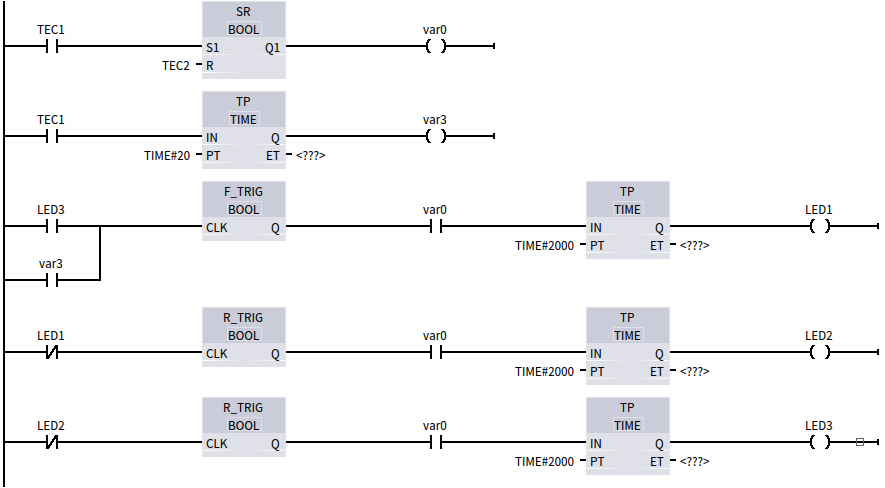 SR
TEC1 BOOL var0
S1 Q1
TEC2 R
TP
TEC1 TIME var3
IN Q
TIME#20 PT ET <???>
F_TRIG TP
LED3 BOOL var0 TIME LED1
CLK Q IN Q
TIME#2000 PT ET <???>
var3
R_TRIG TP
LED1 BOOL var0 TIME LED2
CLK Q IN Q
TIME#2000 PT ET <???>
R_TRIG TP
LED2 BOOL var0 TIME LED3
CLK Q IN Q
TIME#2000 PT ET <???>